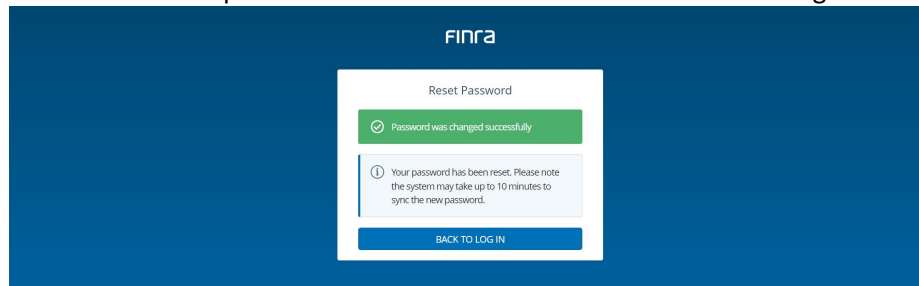 FINRA
Reset Password
Password was changed successfully
Your password has been reset. Please note
the system may take up to 10 minutes to
sync the new password.
BACK TO LOG IN